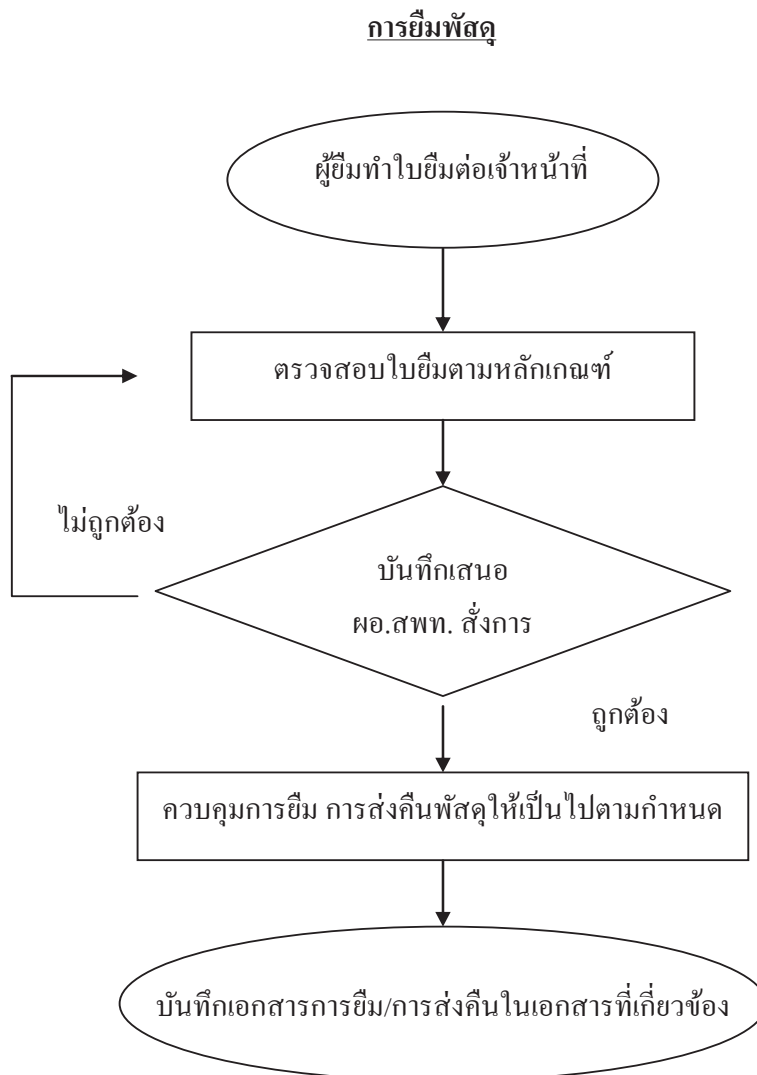 การยืมพัสดุ
ผู้ยืมทำใบยืมต่อเจ้าหน้าที่
ตรวจสอบใบยืมตามหลักเกณฑ์
ไม่ถูกต้อง
บันทึกเสนอ
ผอ.สพท. สั่งการ
ถูกต้อง
ควบคุมการยืม การส่งคืนพัสดุให้เป็นไปตามกำหนด
บันทึกเอกสารการยืม/การส่งคืนในเอกสารที่เกี่ยวข้อง